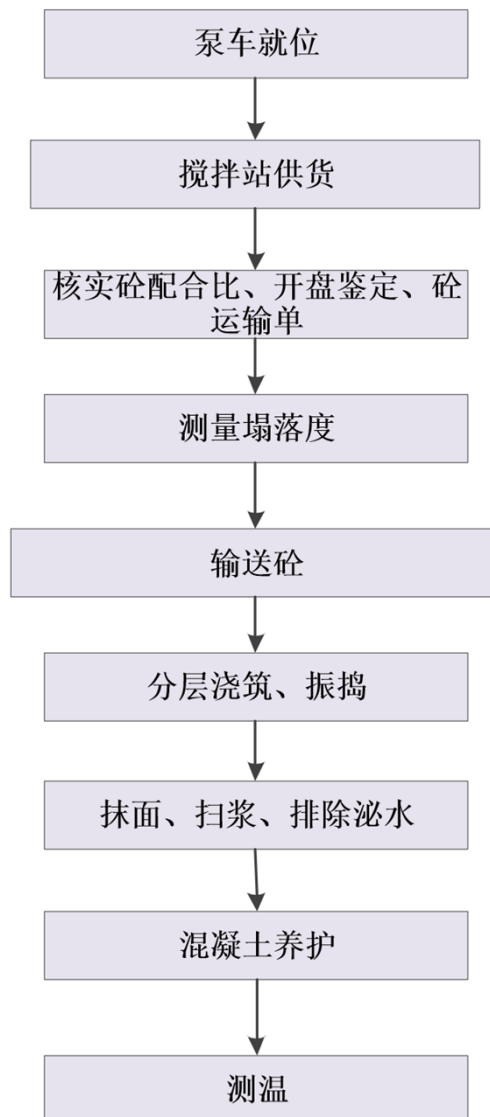 泵车就位
搅拌站供货
核实砼配合比、开盘鉴定、砼
运输单
测量塌落度
输送砼
分层浇筑、振捣
抹面、扫浆、排除泌水
混凝土养护
测温